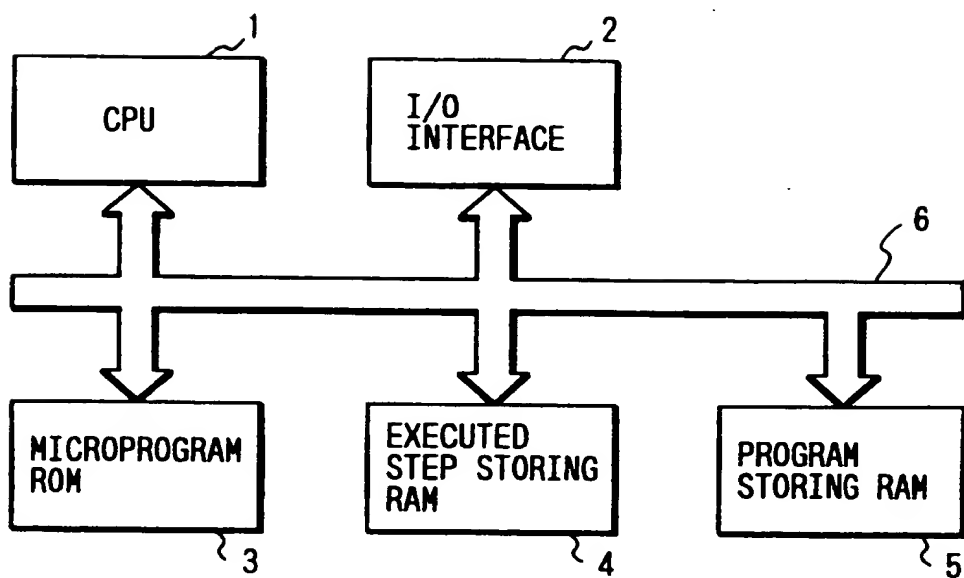 1
2
CPU
I/O
INTERFACE
6
MICROPROGRAM
ROM
EXECUTED
STEP STORING
RAM
PROGRAM
STORING RAM
3
4
5